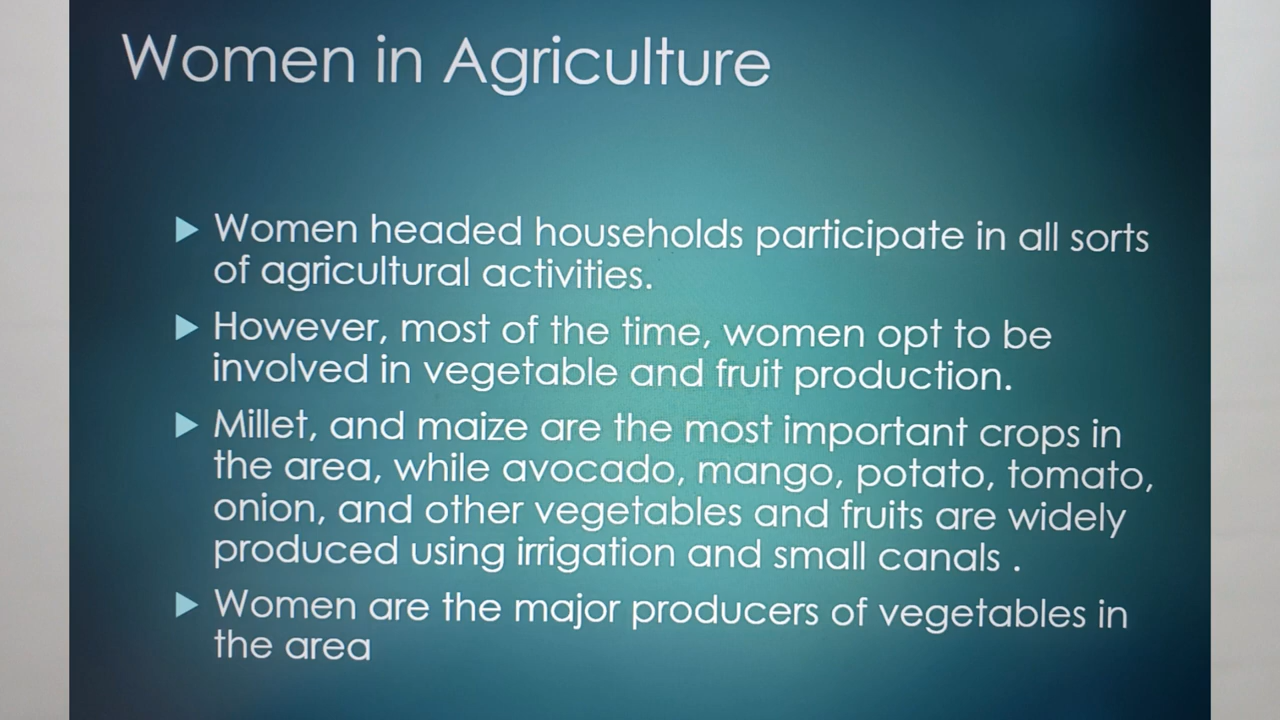 Women in Agriculture
Women headed households participate in all sorts
of agricultural activities.
However, most of the time, women opt to be
involved in vegetable and fruit production.
Millet, and maize are the most important crops in
the area, while avocado, mango, potato, tomato,
onion, and other vegetables and fruits are widely
produced using irrigation and small canals .
Women are the major producers of vegetables in
the area